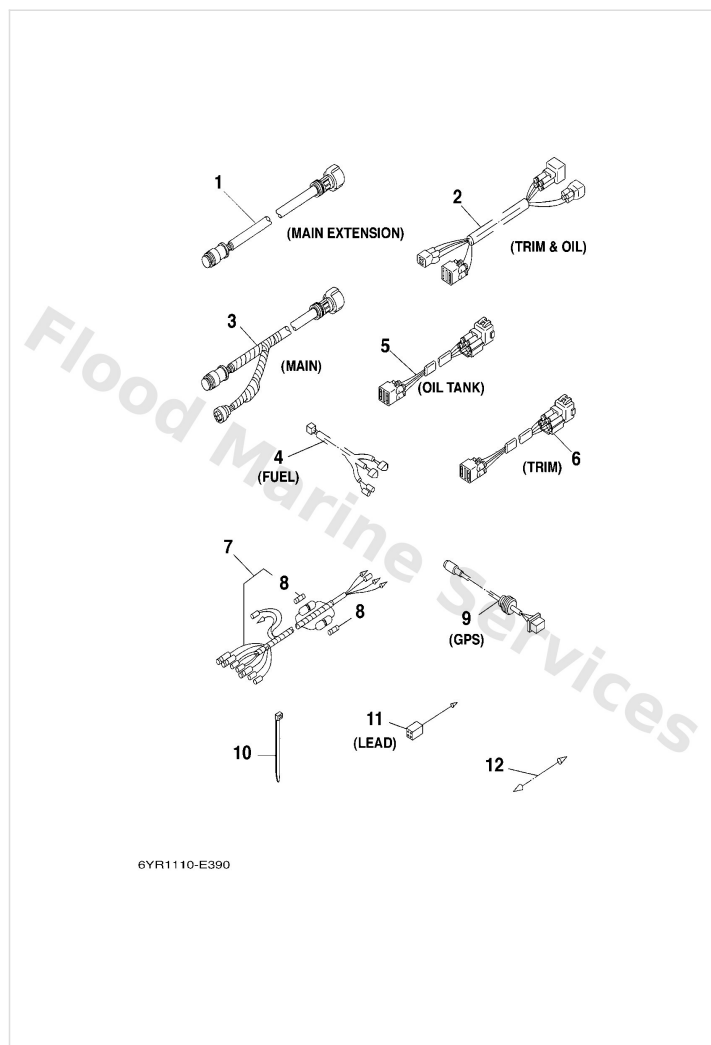 1
(MAIN EXTENSION)
2
(TRIM & OIL)
3
(MAIN)
5
(OIL TANK)
4
(FUEL)
6
(TRIM)
7
8
8
9
(GPS)
10
11
(LEAD)
12
6YR1110-E390
Flood Marine Services